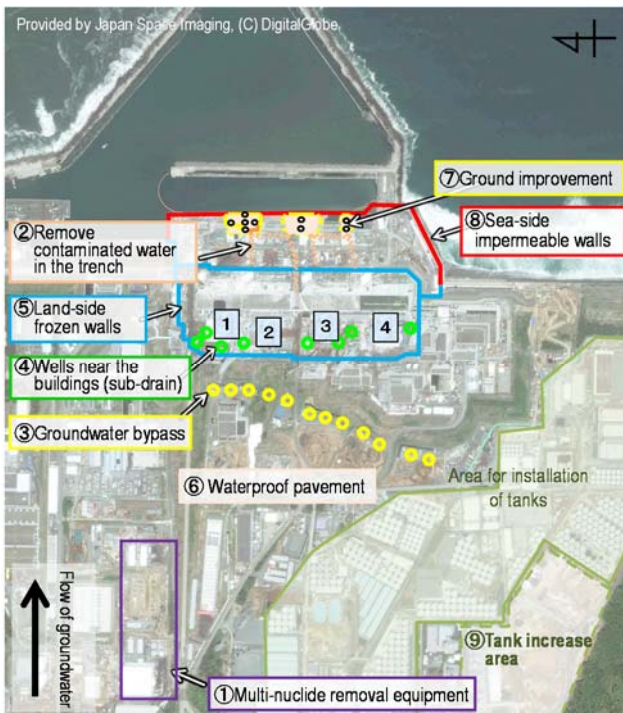 Provided by Japan Space Imaging, (C) DigitalGlobe
⑦Ground improvement
②Remove
contaminated water
in the trench
⑧Sea-side
impermeable walls
⑤Land-side
frozen walls
1
2
3
4
④Wells near the
buildings (sub-drain)
③Groundwater bypass
⑥ Waterproof pavement
Area for installation
of tanks
Flow of groundwater
⑨Tank increase
area
①Multi-nuclide removal equipment